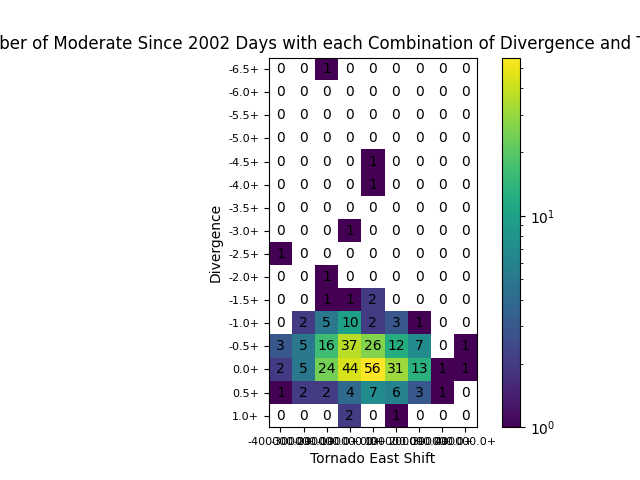 ber of Moderate Since 2002 Days with each Combination of Divergence and T
-6.5+ 0 0 1 0 0 0 0 0 0
-6.0+ 0 0 0 0 0 0 0 0 0
-5.5+ 0 0 0 0 0 0 0 0 0
-5.0+ 0 0 0 0 0 0 0 0 0
-4.5+ 0 0 0 0 1 0 0 0 0
-4.0+ 0 0 0 0 1 0 0 0 0
-3.5+ 0 0 0 0 0 0 0 0 0
-3.0+ 0 0 0 1 0 0 0 0 0
-2.5+ 1 0 0 0 0 0 0 0 0
-2.0+ 0 0 1 0 0 0 0 0 0
-1.5+ 0 0 1 1 2 0 0 0 0
-1.0+ 0 2 5 10 2 3 1 0 0
-0.5+ 3 5 16 37 26 12 7 0 1
0.0+ 2 5 24 44 56 31 13 1 1
0.5+ 1 2 2 4 7 6 3 1 0
1.0+ 0 0 0 2 0 1 0 0 0
Divergence
Tornado East Shift
10^1
10^0